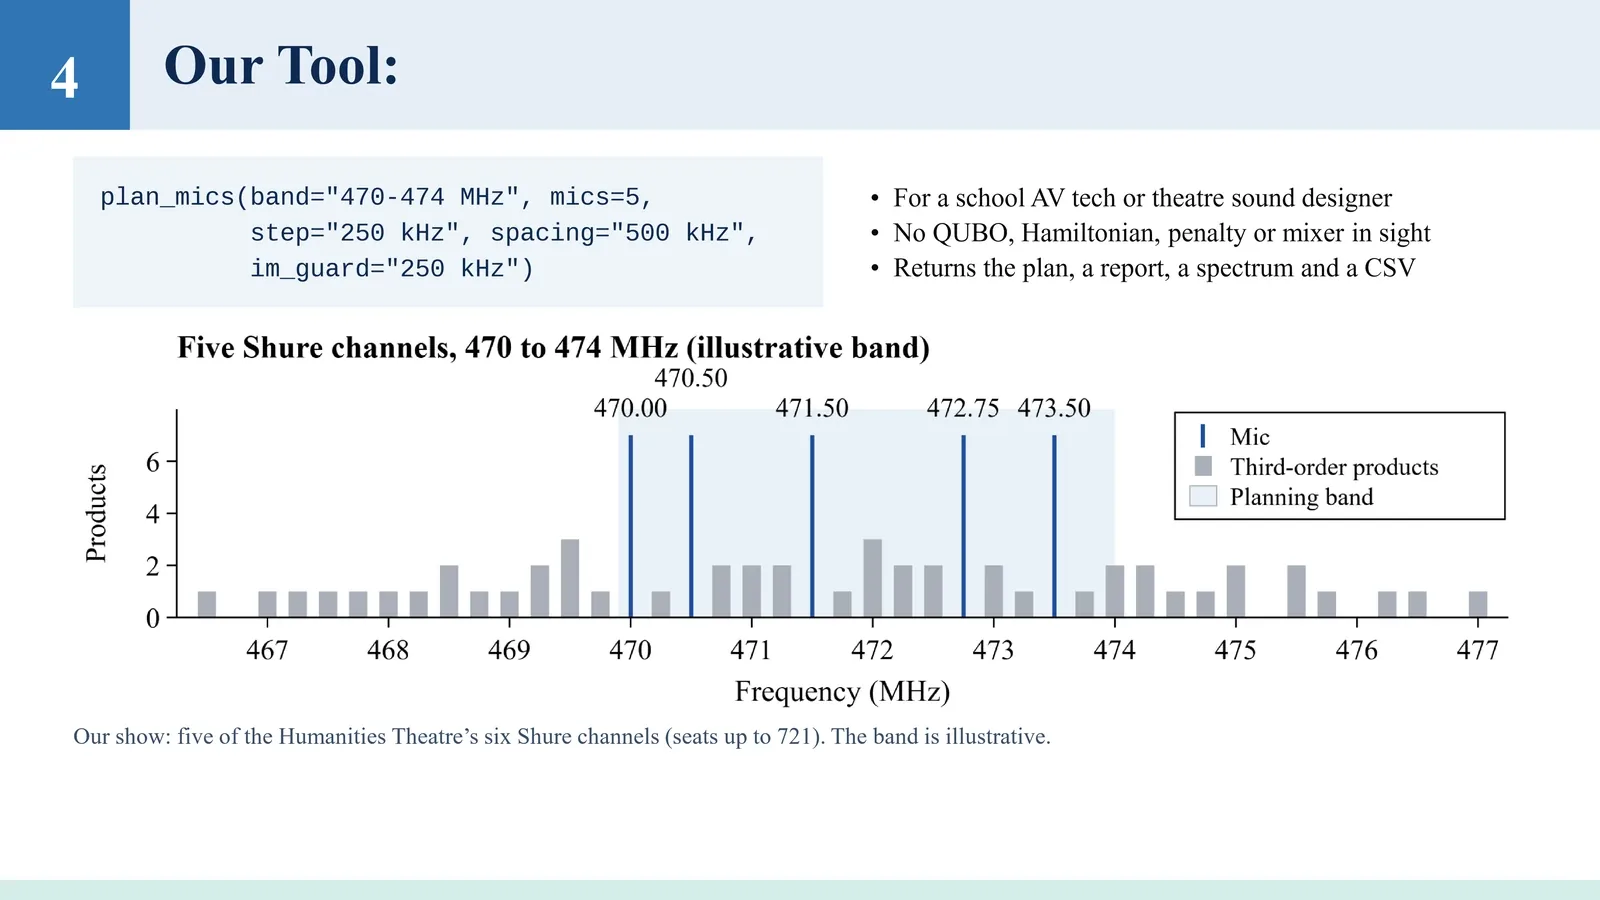 4
Our Tool:
plan_mics(band="470-474 MHz", mics=5,
step="250 kHz", spacing="500 kHz",
im_guard="250 kHz")
• For a school AV tech or theatre sound designer
• No QUBO, Hamiltonian, penalty or mixer in sight
• Returns the plan, a report, a spectrum and a CSV
Five Shure channels, 470 to 474 MHz (illustrative band)
470.50
470.00 471.50 472.75 473.50
Mic
Third-order products
Planning band
Products
6
4
2
0
467 468 469 470 471 472 473 474 475 476 477
Frequency (MHz)
Our show: five of the Humanities Theatre’s six Shure channels (seats up to 721). The band is illustrative.